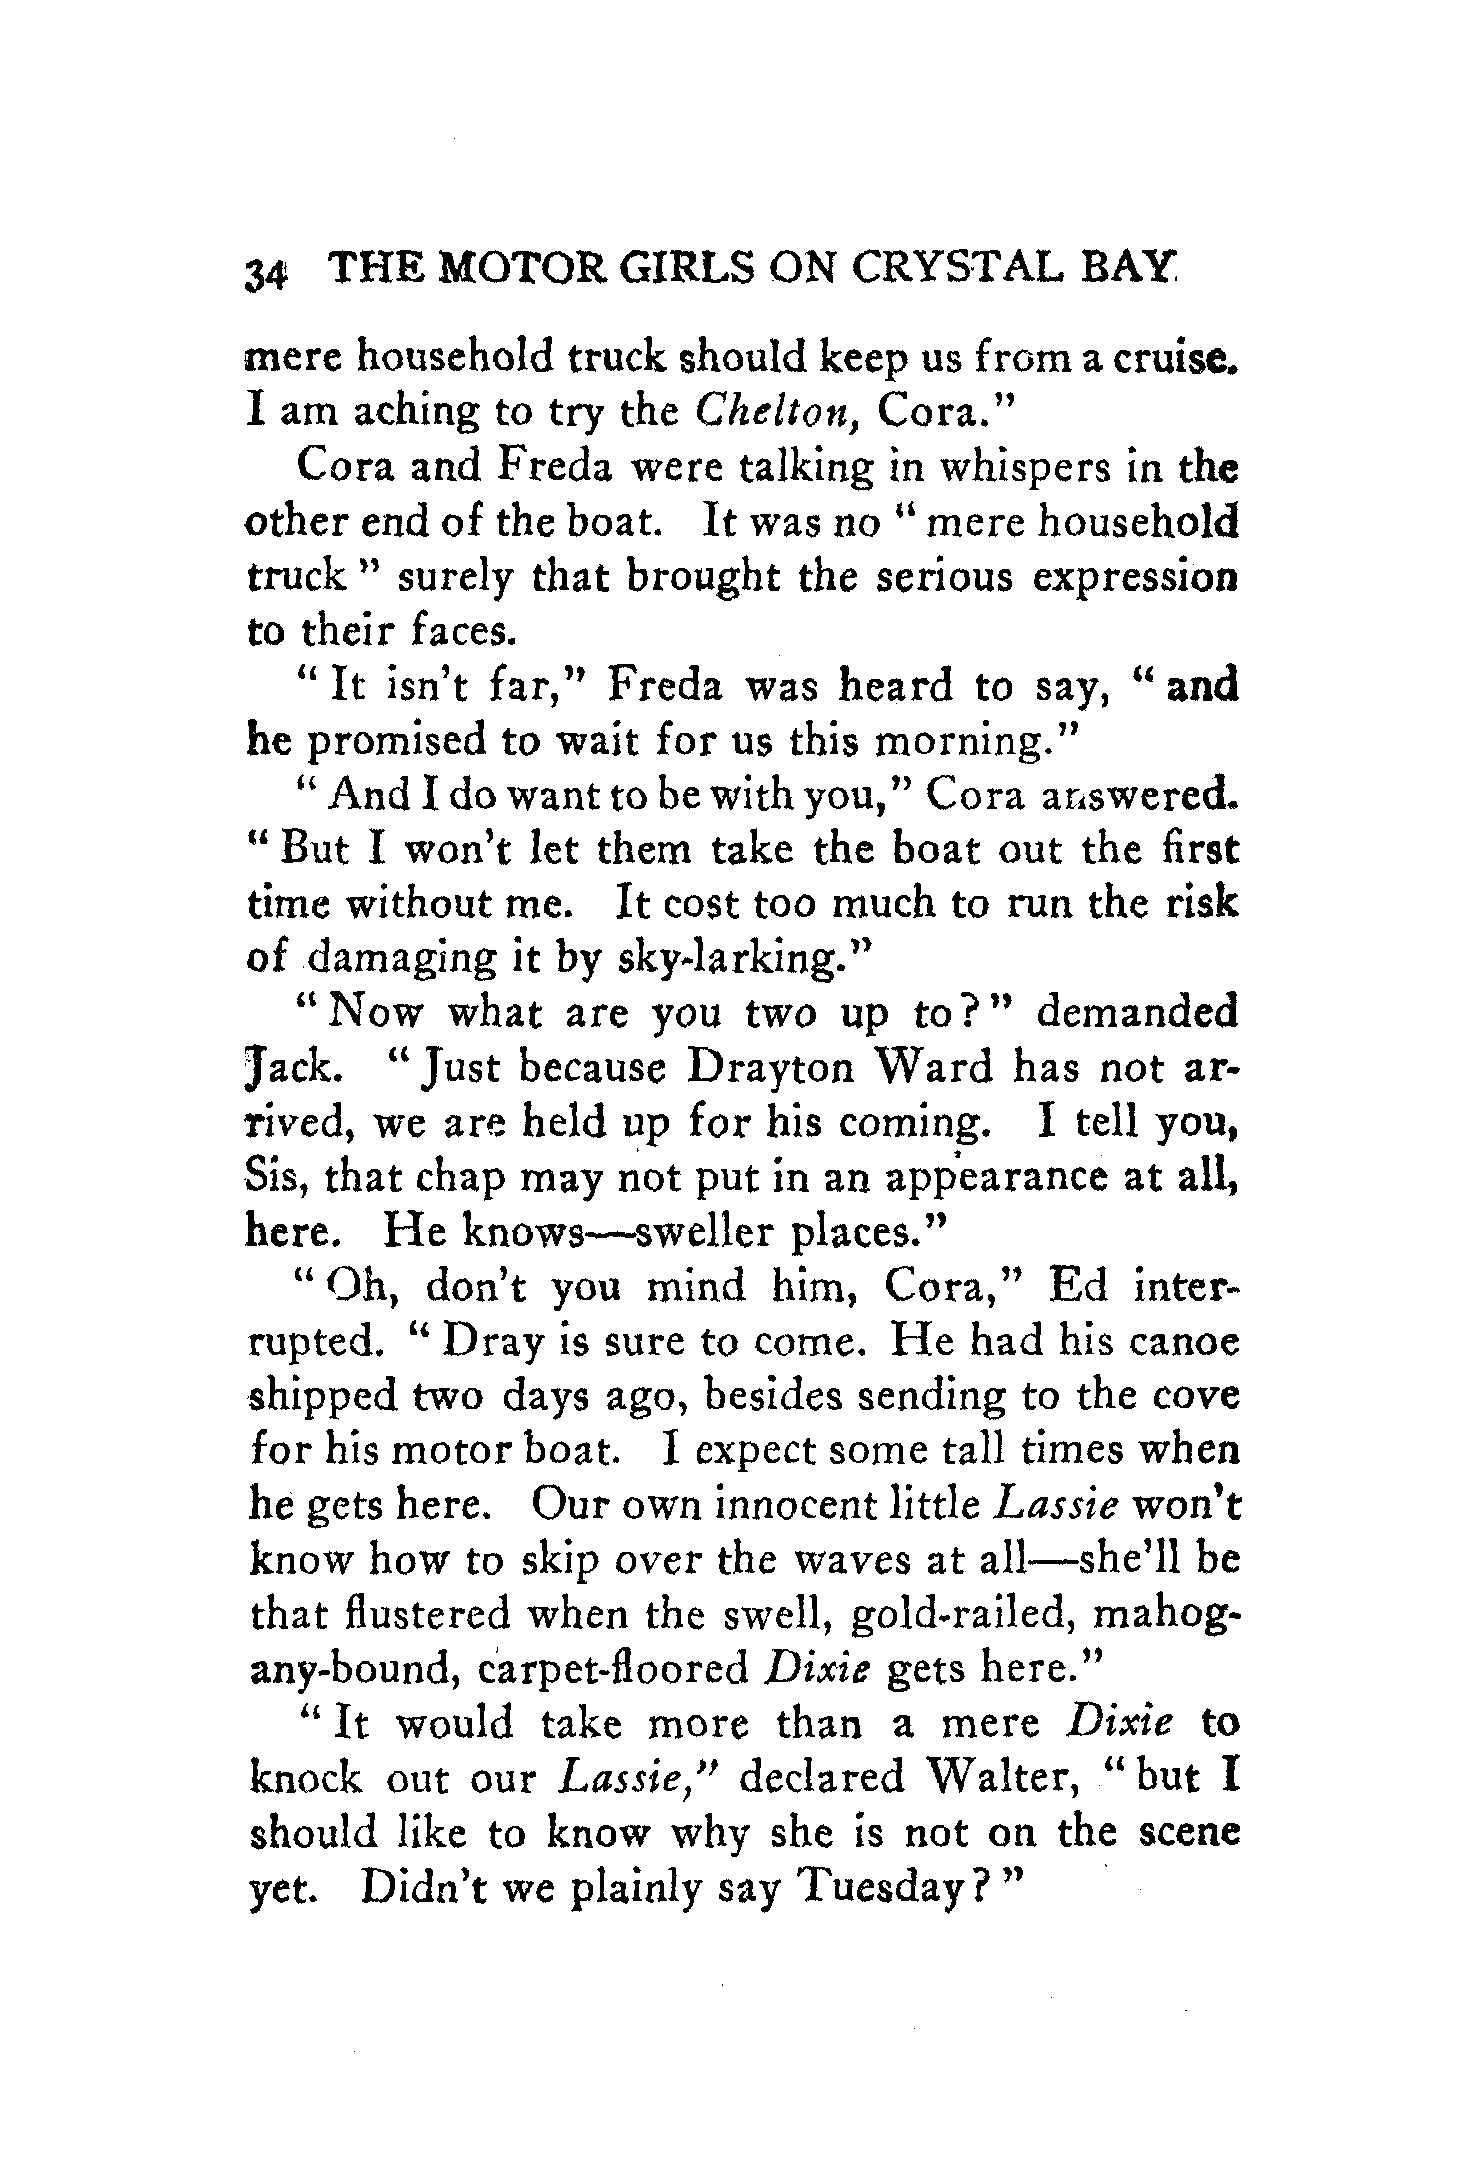 34 THE MOTOR GIRLS ON CRYSTAL BAY
mere household truck should keep us from a cruise.
I am aching to try the Chelton, Cora."
Cora and Freda were talking in whispers in the
other end of the boat. It was no " mere household
truck " surely that brought the serious expression
to their faces.
" It isn't far," Freda was heard to say, " and
he promised to wait for us this morning."
" And I do want to be with you," Cora answered.
" But I won't let them take the boat out the first
time without me. It cost too much to run the risk
of damaging it by sky-larking."
" Now what are you two up to? " demanded
Jack. " Just because Drayton Ward has not ar-
rived, we are held up for his coming. I tell you,
Sis, that chap may not put in an appearance at all,
here. He knows—sweller places."
" Oh, don't you mind him, Cora," Ed inter-
rupted. " Dray is sure to come. He had his canoe
shipped two days ago, besides sending to the cove
for his motor boat. I expect some tall times when
he gets here. Our own innocent little Lassie won't
know how to skip over the waves at all—she'll be
that flustered when the swell, gold-railed, mahog-
any-bound, carpet-floored Dixie gets here."
" It would take more than a mere Dixie to
knock out our Lassie," declared Walter, " but I
should like to know why she is not on the scene
yet. Didn't we plainly say Tuesday? "